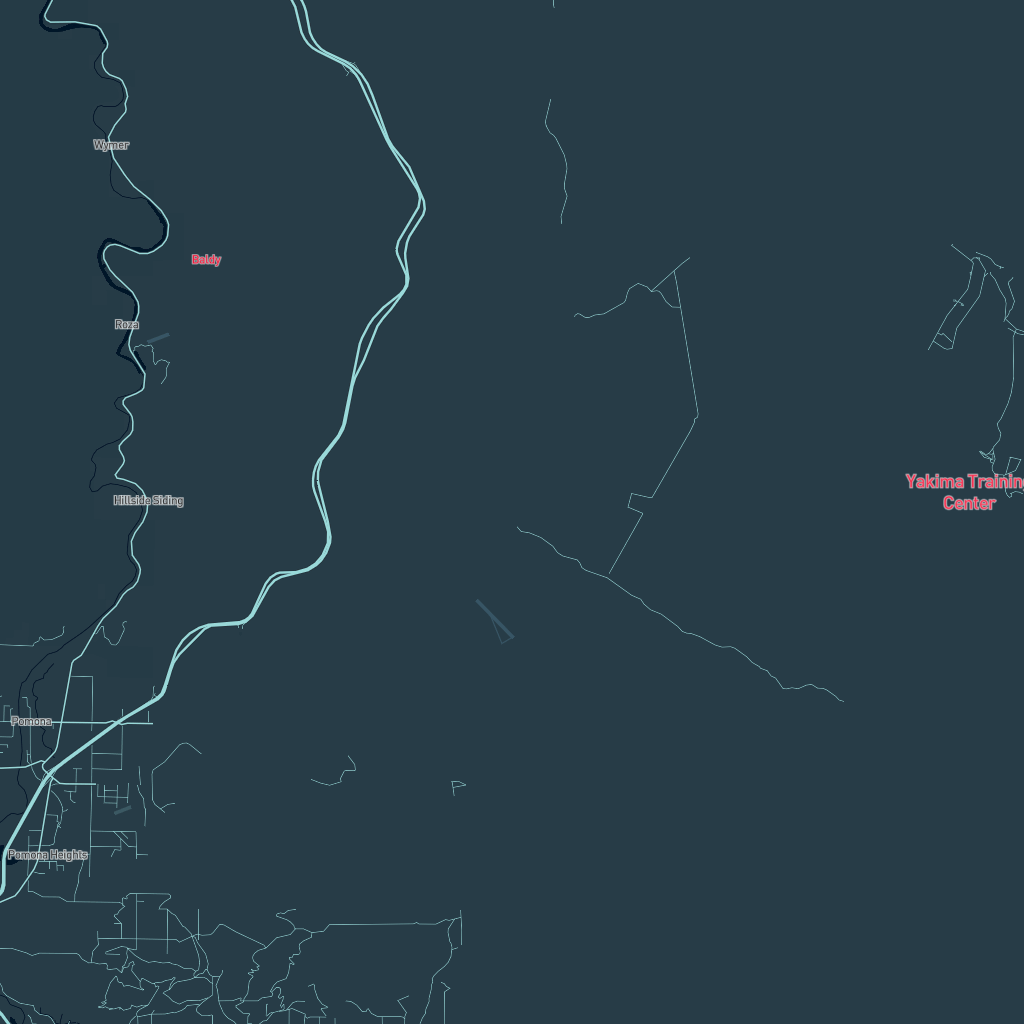 Wymer
Baldy
Roza
Yakima Training
Center
Hillside Siding
Pomona
Pomona Heights